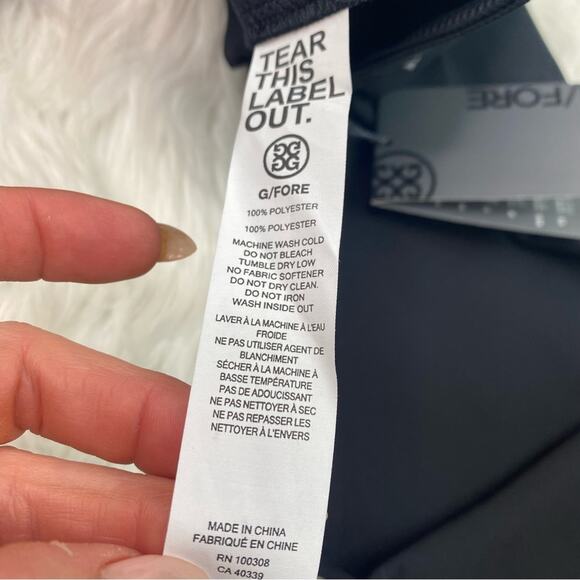 TEAR
THIS
LABEL
OUT.
G/FORE
100% POLYESTER
100% POLYESTER
MACHINE WASH COLD
DO NOT BLEACH
TUMBLE DRY LOW
NO FABRIC SOFTENER
DO NOT DRY CLEAN.
DO NOT IRON
WASH INSIDE OUT
LAVER À LA MACHINE À L'EAU
FROIDE
NE PAS UTILISER AGENT DE
BLANCHIMENT
SÉCHER À LA MACHINE À
BASSE TEMPÉRATURE
PAS DE ADOUCISSANT
NE PAS NETTOYER À SEC
NE PAS REPASSER LES
NETTOYER À L'ENVERS
MADE IN CHINA
FABRIQUÉ EN CHINE
RN 100308
CA 40339
/FORE